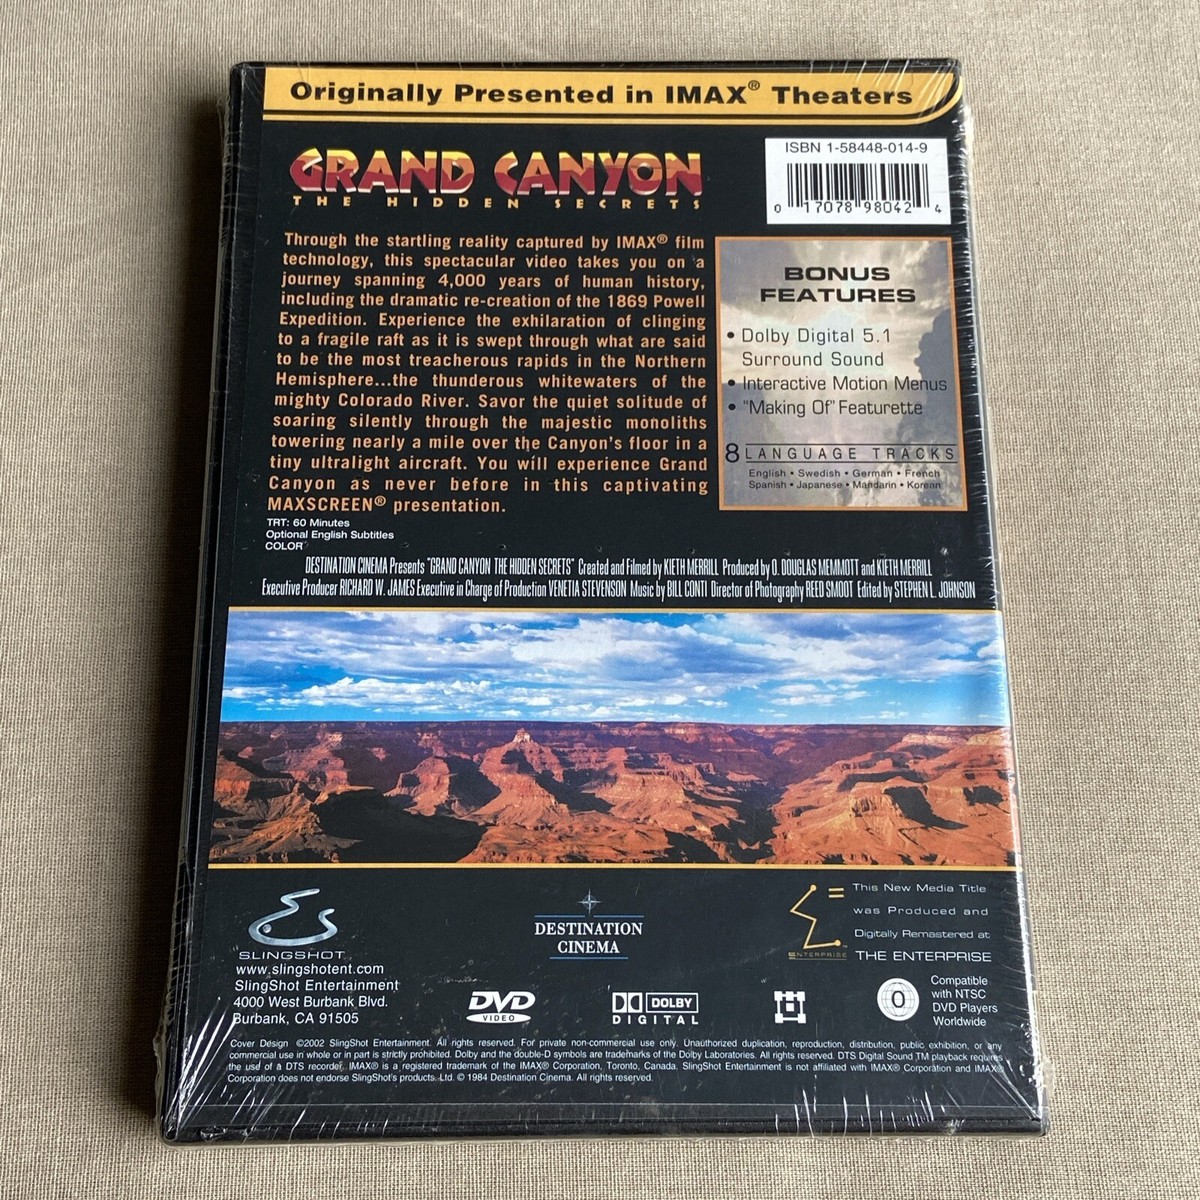 Originally Presented in IMAX® Theaters
GRAND CANYON
THE HIDDEN SECRETS
ISBN 1-58448-014-9
0 17078 98042 4
Through the startling reality captured by IMAX® film
technology, this spectacular video takes you on a
journey spanning 4,000 years of human history,
including the dramatic re-creation of the 1869 Powell
Expedition. Experience the exhilaration of clinging
to a fragile raft as it is swept through what are said
to be the most treacherous rapids in the Northern
Hemisphere...the thunderous whitewaters of the
mighty Colorado River. Savor the quiet solitude of
soaring silently through the majestic monoliths
towering nearly a mile over the Canyon's floor in a
tiny ultralight aircraft. You will experience Grand
Canyon as never before in this captivating
MAXSCREEN® presentation.
TRT: 60 Minutes
Optional English Subtitles
COLOR
BONUS
FEATURES
• Dolby Digital 5.1
Surround Sound
• Interactive Motion Menus
• "Making Of" Featurette
8 LANGUAGE TRACKS
English • Swedish • German • French
Spanish • Japanese • Mandarin • Korean
DESTINATION CINEMA Presents "GRAND CANYON THE HIDDEN SECRETS" Created and Filmed by KIETH MERRILL Produced by O. DOUGLAS MEMMOTT and KIETH MERRILL
Executive Producer RICHARD W. JAMES Executive in Charge of Production VENETIA STEVENSON Music by BILL CONTI Director of Photography REED SMOOT Edited by STEPHEN L. JOHNSON
SLINGSHOT
www.slingshotent.com
SlingShot Entertainment
4000 West Burbank Blvd.
Burbank, CA 91505
DESTINATION
CINEMA
ENTERPRISE™
This New Media Title
was Produced and
Digitally Remastered at
THE ENTERPRISE
DVD
VIDEO
DOLBY
DIGITAL
0
Compatible
with NTSC
DVD Players
Worldwide
Cover Design ©2002 SlingShot Entertainment. All rights reserved. For private non-commercial use only. Unauthorized duplication, reproduction, distribution, public exhibition, or any
commercial use in whole or in part is strictly prohibited. Dolby and the double-D symbols are trademarks of the Dolby Laboratories. All rights reserved. DTS Digital Sound TM playback requires
the use of a DTS recorder. IMAX® is a registered trademark of the IMAX® Corporation, Toronto, Canada. SlingShot Entertainment is not affiliated with IMAX® Corporation and IMAX®
Corporation does not endorse SlingShot's products. Ltd. © 1984 Destination Cinema. All rights reserved.